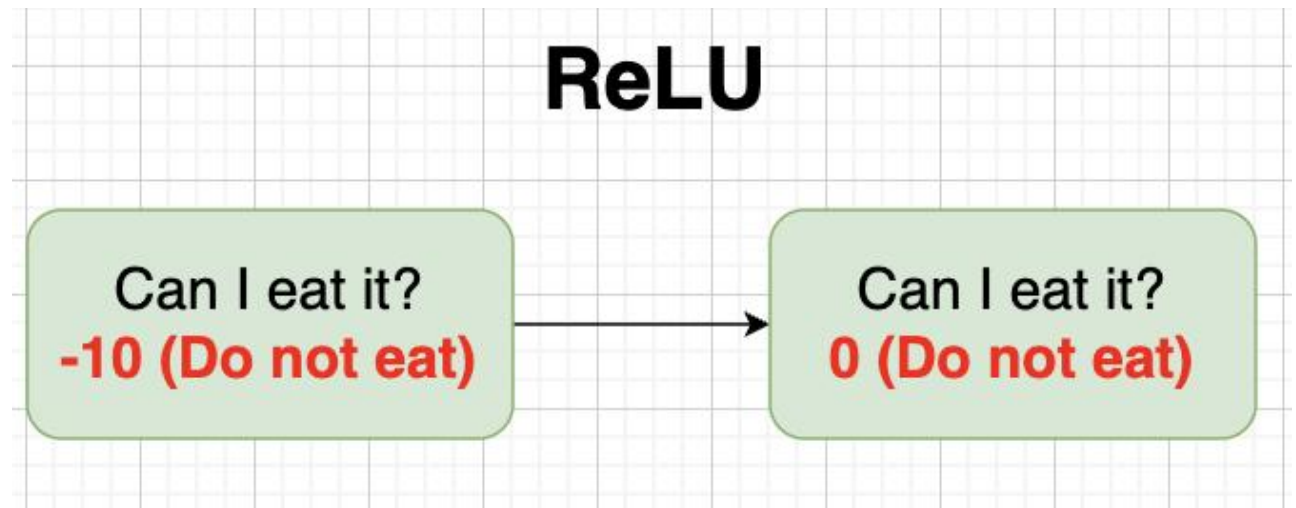 ReLU
Can I eat it?
-10 (Do not eat)
Can I eat it?
0 (Do not eat)